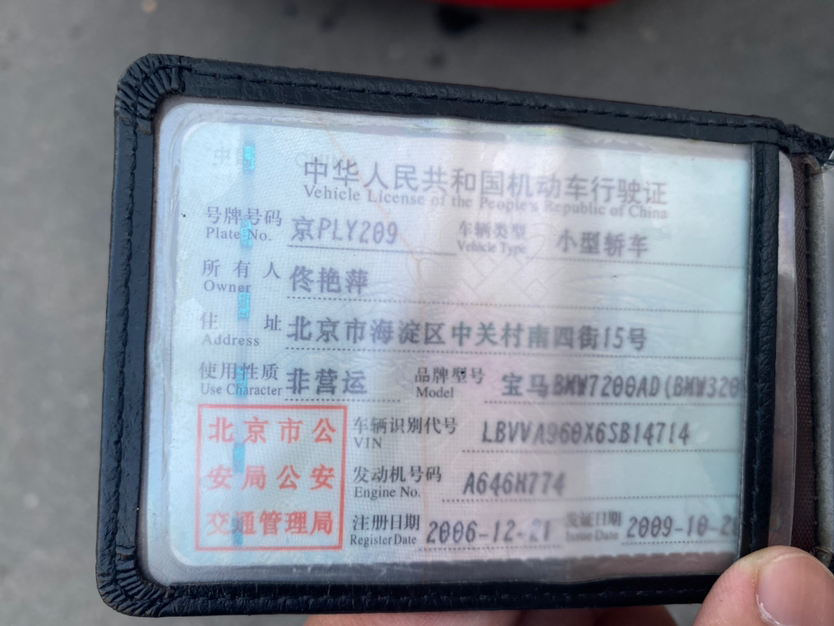 中华人民共和国机动车行驶证
Vehicle License of the People's Republic of China
号牌号码 京PLY209 车辆类型 小型轿车
Plate No. Vehicle Type
所有人 佟艳萍
Owner
住址 北京市海淀区中关村南四街15号
Address
使用性质 非营运 品牌型号 宝马BMW7200AD(BMW320
Use Character Model
北京市公 车辆识别代号 LBVVA960X6SB14714
VIN
安局公安 发动机号码 A646H774
Engine No.
交通管理局 注册日期 2006-12-21 发证日期 2009-10-2
Register Date Issue Date